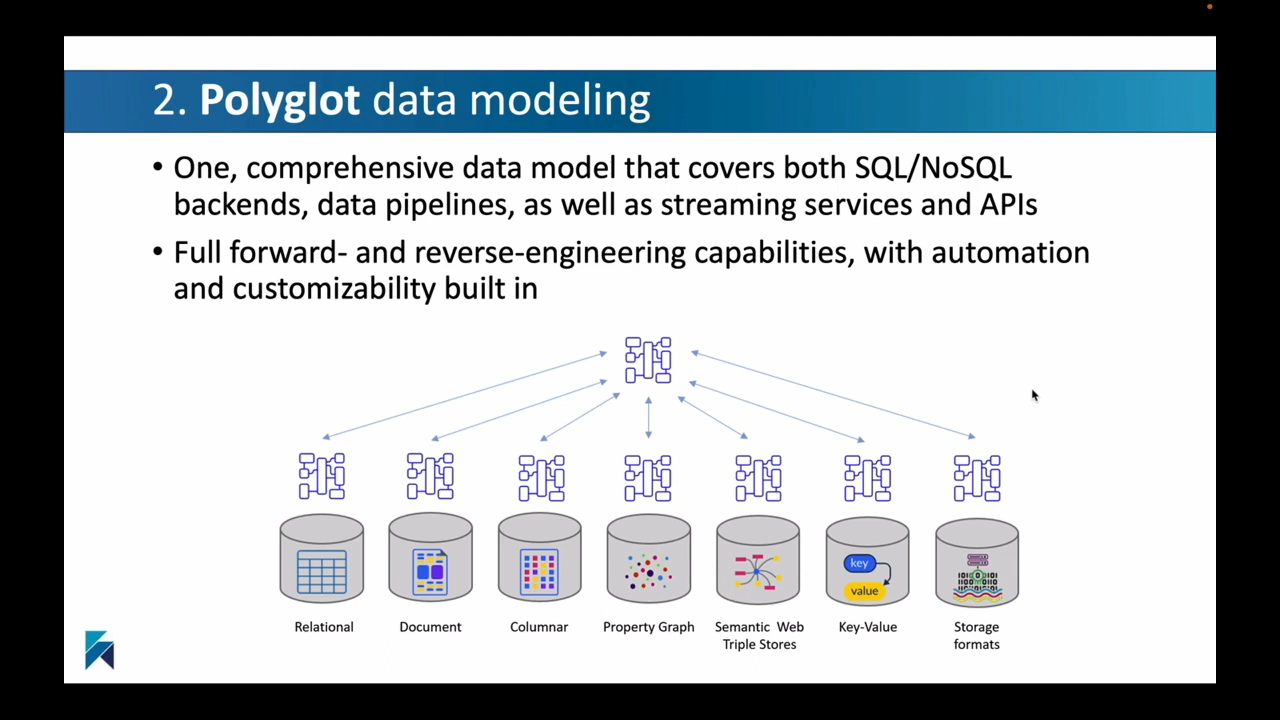 2. Polyglot data modeling
• One, comprehensive data model that covers both SQL/NoSQL
backends, data pipelines, as well as streaming services and APIs
• Full forward- and reverse-engineering capabilities, with automation
and customizability built in
key
value
Relational
Document
Columnar
Property Graph
Semantic Web
Triple Stores
Key-Value
Storage
formats